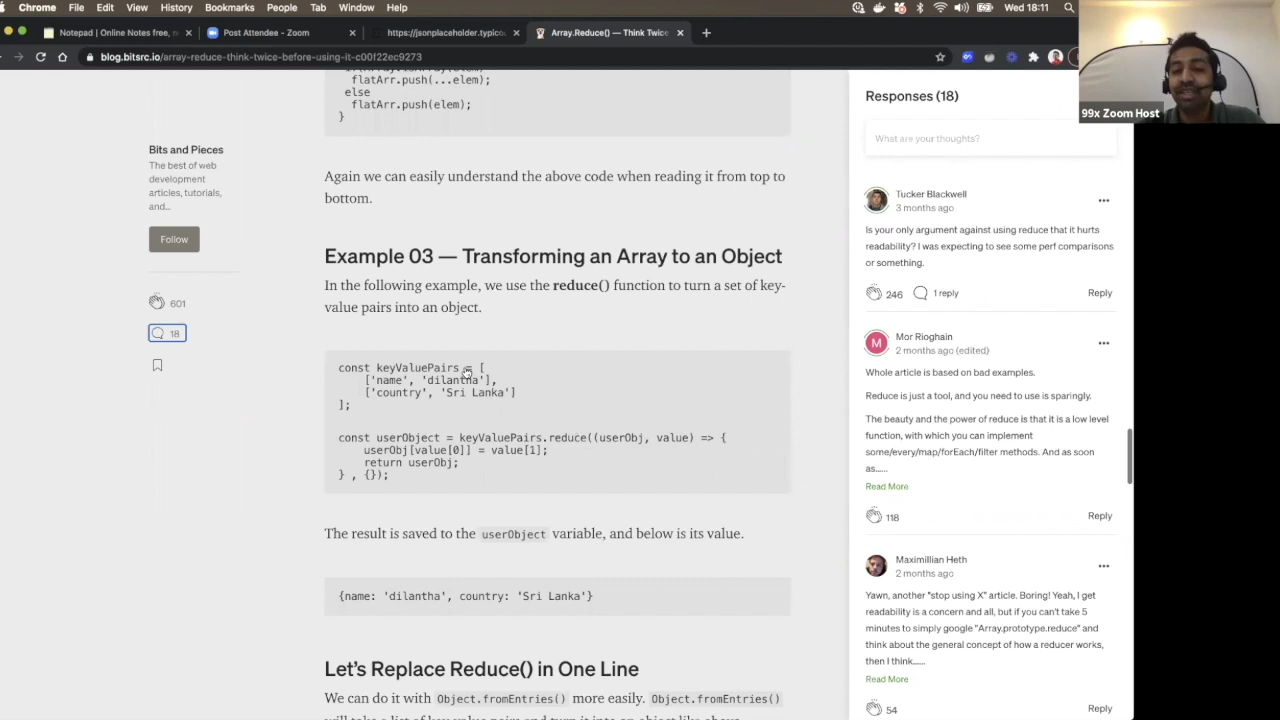 Chrome File Edit View History Bookmarks People Tab Window Help Wed 18:11
Notepad | Online Notes free, n
Post Attendee - Zoom
https://jsonplaceholder.typico
Array.Reduce() — Think Twice
blog.bitsrc.io/array-reduce-think-twice-before-using-it-c00f22ec9273
99x Zoom Host
Bits and Pieces
The best of web
development
articles, tutorials,
and...
Follow
601
18
flatArr.push(...elem);
else
flatArr.push(elem);
}
Again we can easily understand the above code when reading it from top to
bottom.
Example 03 — Transforming an Array to an Object
In the following example, we use the reduce() function to turn a set of key-
value pairs into an object.
const keyValuePairs = [
['name', 'dilantha'],
['country', 'Sri Lanka']
];
const userObject = keyValuePairs.reduce((userObj, value) => {
userObj[value[0]] = value[1];
return userObj;
} , {});
The result is saved to the userObject variable, and below is its value.
{name: 'dilantha', country: 'Sri Lanka'}
Let’s Replace Reduce() in One Line
We can do it with Object.fromEntries() more easily. Object.fromEntries()
Responses (18)
What are your thoughts?
Tucker Blackwell
3 months ago
Is your only argument against using reduce that it hurts
readability? I was expecting to see some perf comparisons
or something.
246 1 reply Reply
M
Mor Rioghain
2 months ago (edited)
Whole article is based on bad examples.
Reduce is just a tool, and you need to use is sparingly.
The beauty and the power of reduce is that it is a low level
function, with which you can implement
some/every/map/forEach/filter methods. And as soon
as......
Read More
118 Reply
Maximillian Heth
2 months ago
Yawn, another "stop using X" article. Boring! Yeah, I get
readability is a concern and all, but if you can't take 5
minutes to simply google "Array.prototype.reduce" and
think about the general concept of how a reducer works,
then I think......
Read More
54 Reply